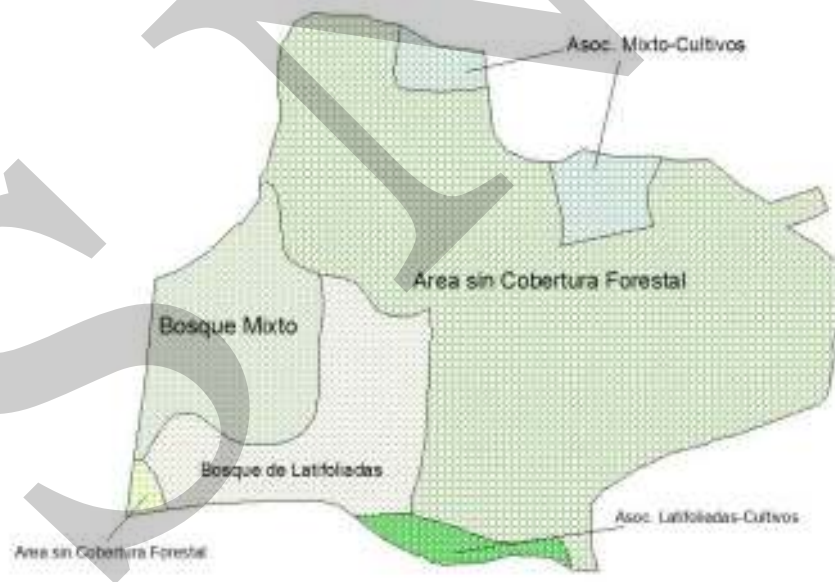 Asoc. Mixto-Cultivos
Area sin Cobertura Forestal
Bosque Mixto
Bosque de Latifoliadas
Asoc. Latifoliadas-Cultivos
Area sin Cobertura Forestal